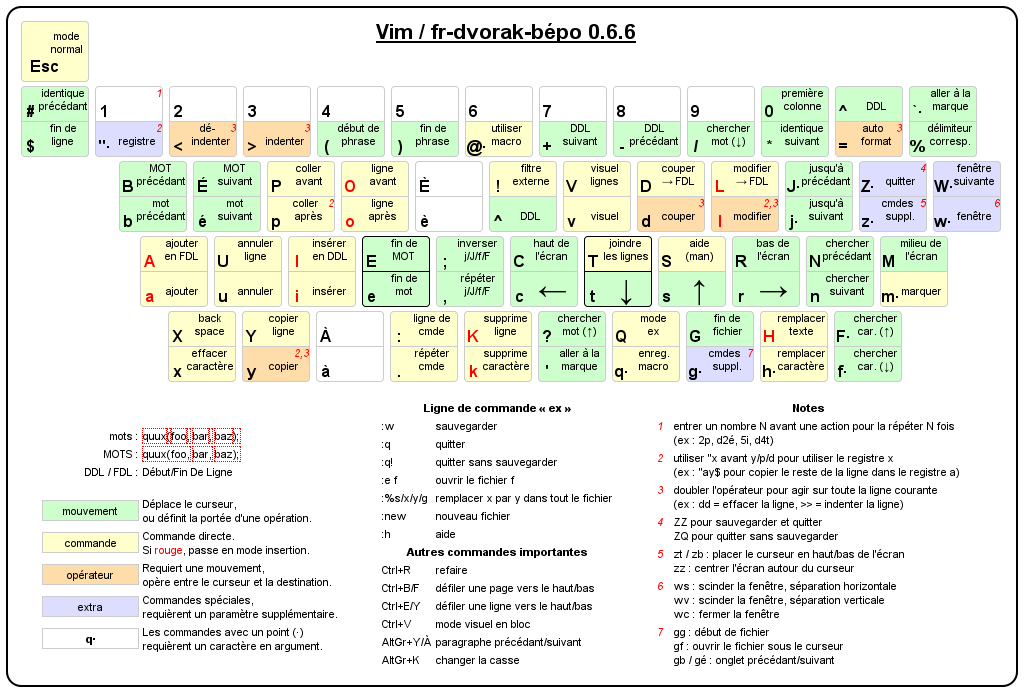 Vim / fr-dvorak-bépo 0.6.6
mode
normal
Esc
identique
# précédant
fin de
$ ligne
1 1
"· registre 2
2
dé-
< indenter 3
3
> indenter 3
4
début de
( phrase
5
fin de
) phrase
6
utiliser
@· macro
7
DDL
+ suivant
8
DDL
- précédant
9
chercher
/ mot (↓)
première
0 colonne
identique
* suivant
^ DDL
auto
= format 3
aller à la
`· marque
délimiteur
% corresp.
MOT
B précédant
mot
b précédant
MOT
É suivant
mot
é suivant
coller
P avant
coller
p après 2
ligne
O avant
ligne
o après
È
è
filtre
! externe
^ DDL
visuel
V lignes
v visuel
couper
D →FDL
d couper 3
modifier
L →FDL
l modifier 2,3
jusqu'à
J· précédant
jusqu'à
j· suivant
Z· quitter 4
cmdes
z· suppl. 5
fenêtre
W· suivante
w· fenêtre 6
ajouter
A en FDL
a ajouter
annuler
U ligne
u annuler
insérer
I en DDL
i insérer
fin de
E MOT
fin de
e mot
inverser
; j/J/f/F
répéter
, j/J/f/F
haut de
C l'écran
c ←
joindre
T les lignes
t ↓
aide
S (man)
s ↑
bas de
R l'écran
r →
chercher
N précédant
chercher
n suivant
milieu de
M l'écran
m· marquer
back
X space
effacer
x caractère
copier
Y ligne
y copier 2,3
À
à
ligne de
: cmde
répéter
. cmde
supprime
K ligne
supprime
k caractère
chercher
? mot (↑)
aller à la
' marque
mode
Q ex
enreg.
q· macro
fin de
G fichier
cmdes
g· suppl. 7
remplacer
H texte
remplacer
h· caractère
chercher
F· car. (↑)
chercher
f· car. (↓)
mots : quux(foo, bar, baz);
MOTS : quux(foo, bar, baz);
DDL / FDL : Début/Fin De Ligne
mouvement Déplace le curseur,
ou définit la portée d'une opération.
commande Commande directe.
Si rouge, passe en mode insertion.
opérateur Requiert une mouvement,
opère entre le curseur et la destination.
extra Commandes spéciales,
requièrent un paramètre supplémentaire.
q· Les commandes avec un point (·)
requièrent un caractère en argument.
Ligne de commande « ex »
:w sauvegarder
:q quitter
:q! quitter sans sauvegarder
:e f ouvrir le fichier f
:%s/x/y/g remplacer x par y dans tout le fichier
:new nouveau fichier
:h aide
Autres commandes importantes
Ctrl+R refaire
Ctrl+B/F défiler une page vers le haut/bas
Ctrl+E/Y défiler une ligne vers le haut/bas
Ctrl+V mode visuel en bloc
AltGr+Y/À paragraphe précédant/suivant
AltGr+K changer la casse
Notes
1 entrer un nombre N avant une action pour la répéter N fois
(ex : 2p, d2é, 5i, d4t)
2 utiliser "x avant y/p/d pour utiliser le registre x
(ex : "ay$ pour copier le reste de la ligne dans le registre a)
3 doubler l'opérateur pour agir sur toute la ligne courante
(ex : dd = effacer la ligne, >> = indenter la ligne)
4 ZZ pour sauvegarder et quitter
ZQ pour quitter sans sauvegarder
5 zt / zb : placer le curseur en haut/bas de l'écran
zz : centrer l'écran autour du curseur
6 ws : scinder la fenêtre, séparation horizontale
wv : scinder la fenêtre, séparation verticale
wc : fermer la fenêtre
7 gg : début de fichier
gf : ouvrir le fichier sous le curseur
gb / gé : onglet précédant/suivant